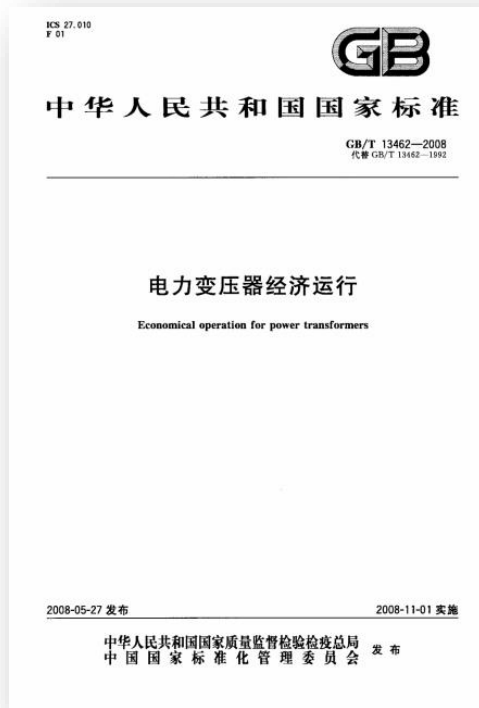 ICS 27.010
F 01
GB
中华人民共和国国家标准
GB/T 13462—2008
代替 GB/T 13462—1992
电力变压器经济运行
Economical operation for power transformers
2008-05-27 发布
2008-11-01 实施
中华人民共和国国家质量监督检验检疫总局
中国国家标准化管理委员会
发布